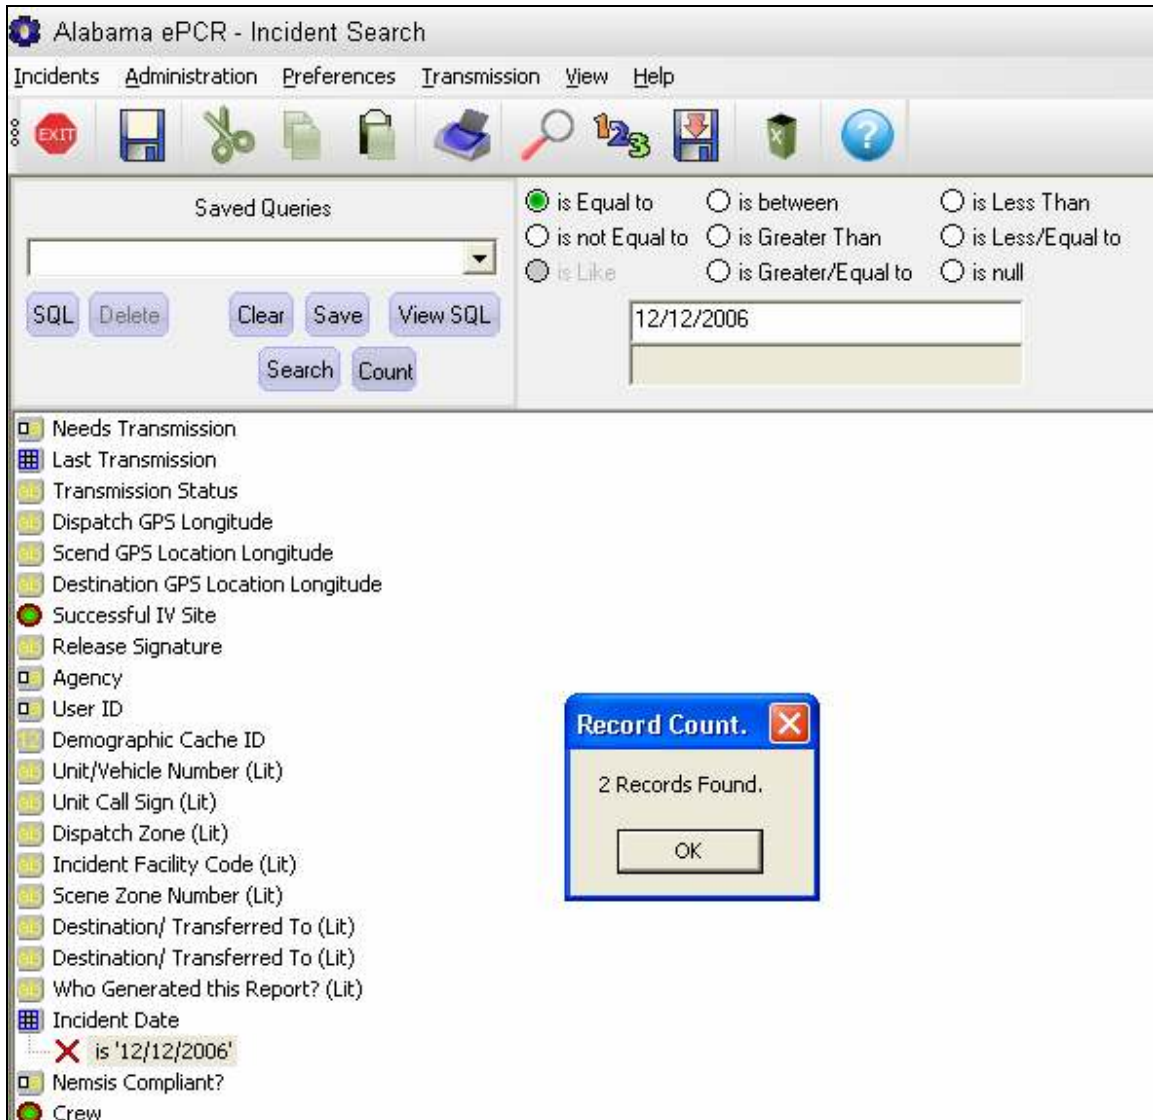 Alabama ePCR - Incident Search
Incidents Administration Preferences Transmission View Help
EXIT 123 X ?
Saved Queries
SQL Delete Clear Save View SQL
Search Count
is Equal to is between is Less Than
is not Equal to is Greater Than is Less/Equal to
is Like is Greater/Equal to is null
12/12/2006
Needs Transmission
Last Transmission
Transmission Status
Dispatch GPS Longitude
Scend GPS Location Longitude
Destination GPS Location Longitude
Successful IV Site
Release Signature
Agency
User ID
Demographic Cache ID
Unit/Vehicle Number (Lit)
Unit Call Sign (Lit)
Dispatch Zone (Lit)
Incident Facility Code (Lit)
Scene Zone Number (Lit)
Destination/ Transferred To (Lit)
Destination/ Transferred To (Lit)
Who Generated this Report? (Lit)
Incident Date
is '12/12/2006'
Nemsis Compliant?
Crew
Record Count.
2 Records Found.
OK